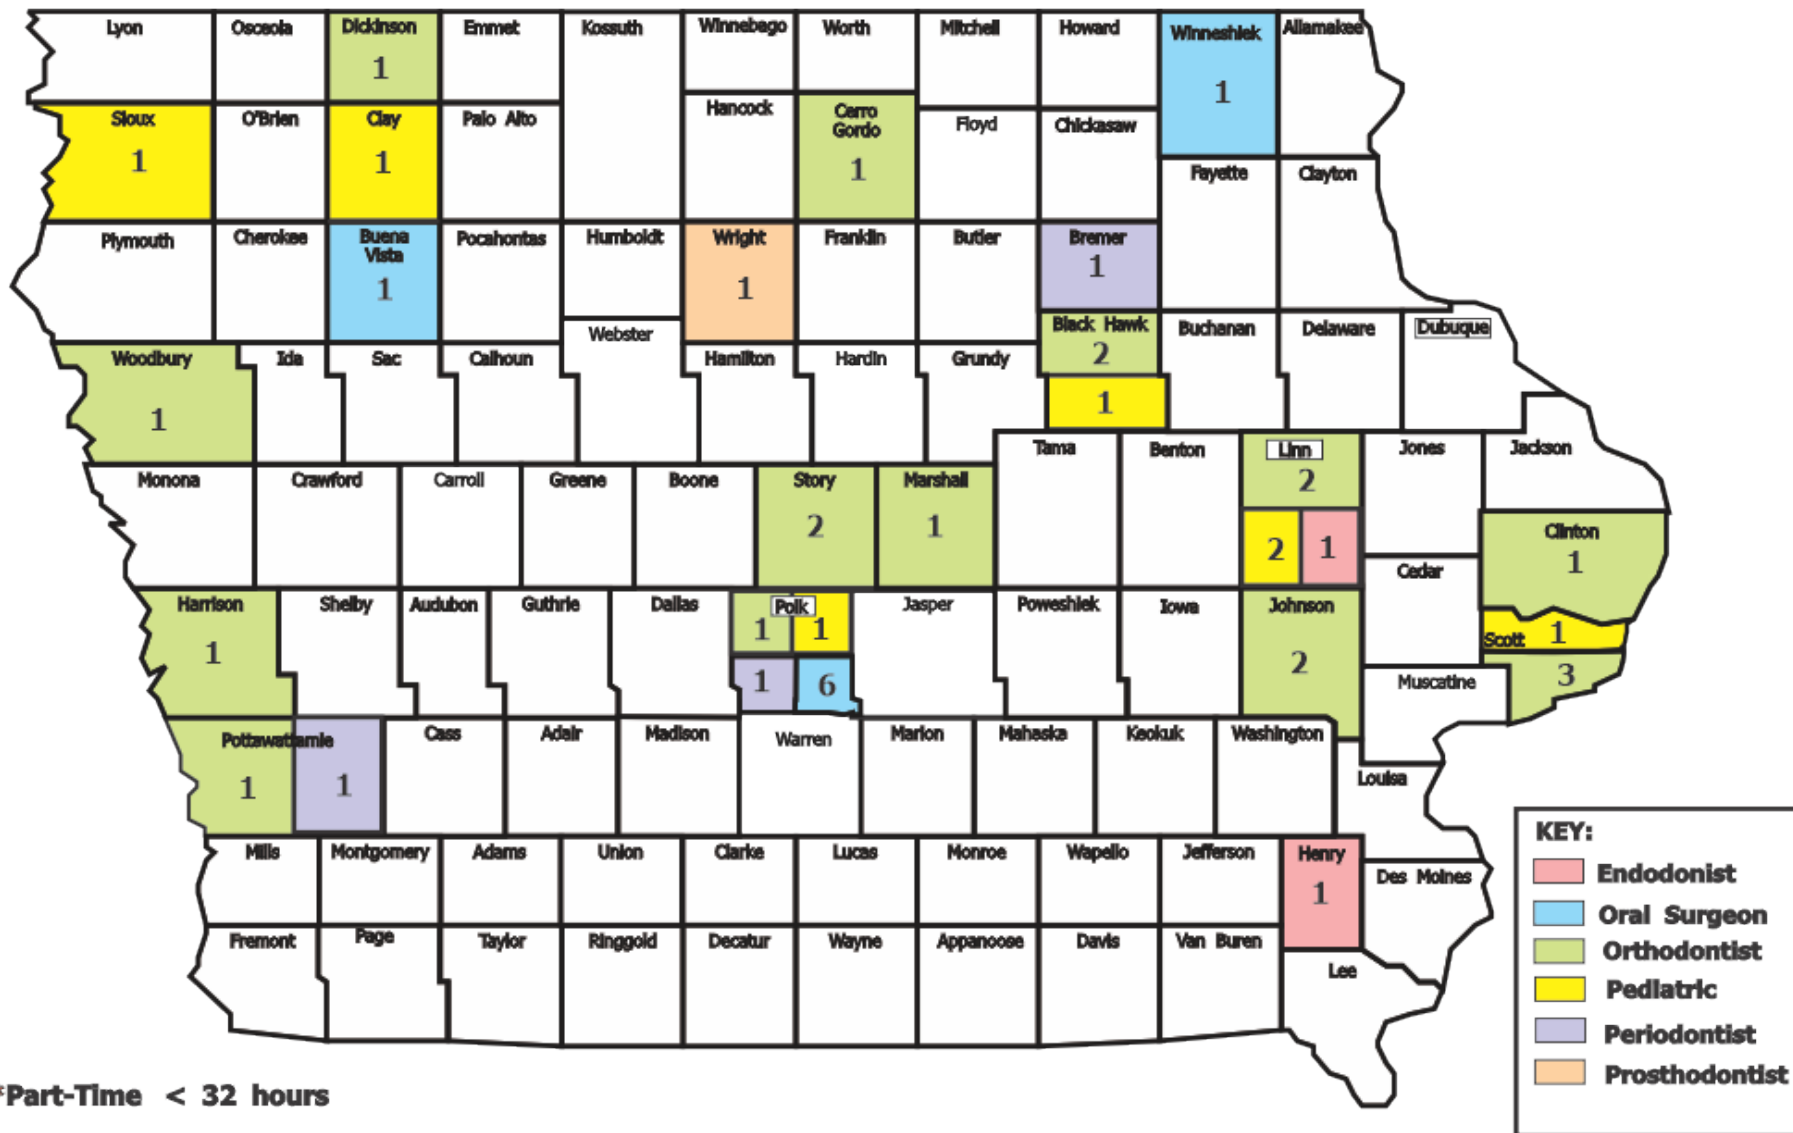 Lyon Osceola Dickinson Emmet Kossuth Winnebago Worth Mitchell Howard Winneshiek Allamakee
1 1
Sioux O'Brien Clay Palo Alto Hancock Cerro Gordo Floyd Chickasaw
1 1 1
Fayette Clayton
Plymouth Cherokee Buena Vista Pocahontas Humboldt Wright Franklin Butler Bremer
1 1 1
Webster Black Hawk Buchanan Delaware Dubuque
2
Woodbury Ida Sac Calhoun Hamilton Hardin Grundy
1 1
Tama Benton Linn Jones Jackson
2
Monona Crawford Carroll Greene Boone Story Marshall
2 1 2 1
Clinton
1
Cedar
Harrison Shelby Audubon Guthrie Dallas Polk Jasper Poweshiek Iowa Johnson
1 1 1 2
Scott 1
1 6 3
Muscatine
Pottawattamie Cass Adair Madison Warren Marion Mahaska Keokuk Washington
1 1
Louisa
Mills Montgomery Adams Union Clarke Lucas Monroe Wapello Jefferson Henry Des Moines
1
Fremont Page Taylor Ringgold Decatur Wayne Appanoose Davis Van Buren
Lee
KEY:
Endodonist
Oral Surgeon
Orthodontist
Pediatric
Periodontist
Prosthodontist
*Part-Time < 32 hours